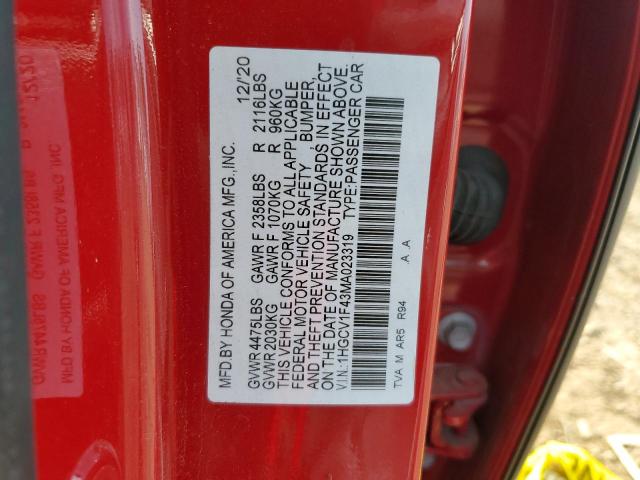 MFD.BY HONDA OF AMERICA MFG.,INC. 12/'20
GVWR 4475LBS GAWR F 2358LBS R 2116LBS
GVWR 2030KG GAWR F 1070KG R 960KG
THIS VEHICLE CONFORMS TO ALL APPLICABLE
FEDERAL MOTOR VEHICLE SAFETY , BUMPER,
AND THEFT PREVENTION STANDARDS IN EFFECT
ON THE DATE OF MANUFACTURE SHOWN ABOVE.
V.I.N.:1HGCV1F43MA023319 TYPE:PASSENGER CAR
TVA M AR5 R94 .A .A